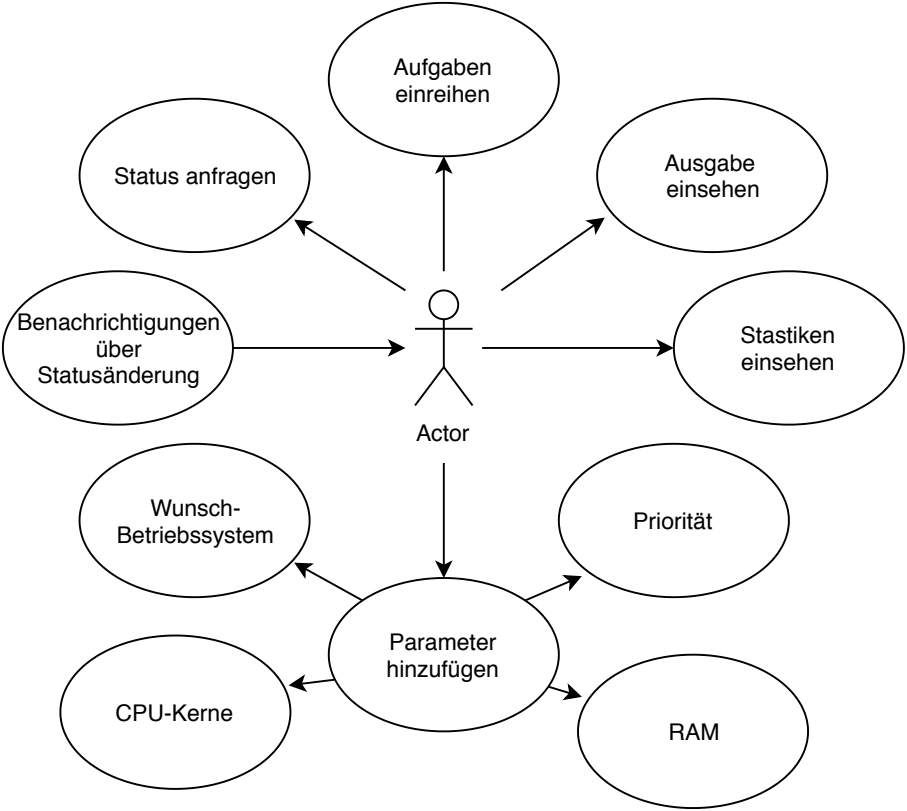 Aufgaben
einreihen
Status anfragen
Ausgabe
einsehen
Benachrichtigungen
über
Statusänderung
Stastiken
einsehen
Actor
Wunsch-
Betriebssystem
Priorität
Parameter
hinzufügen
CPU-Kerne
RAM